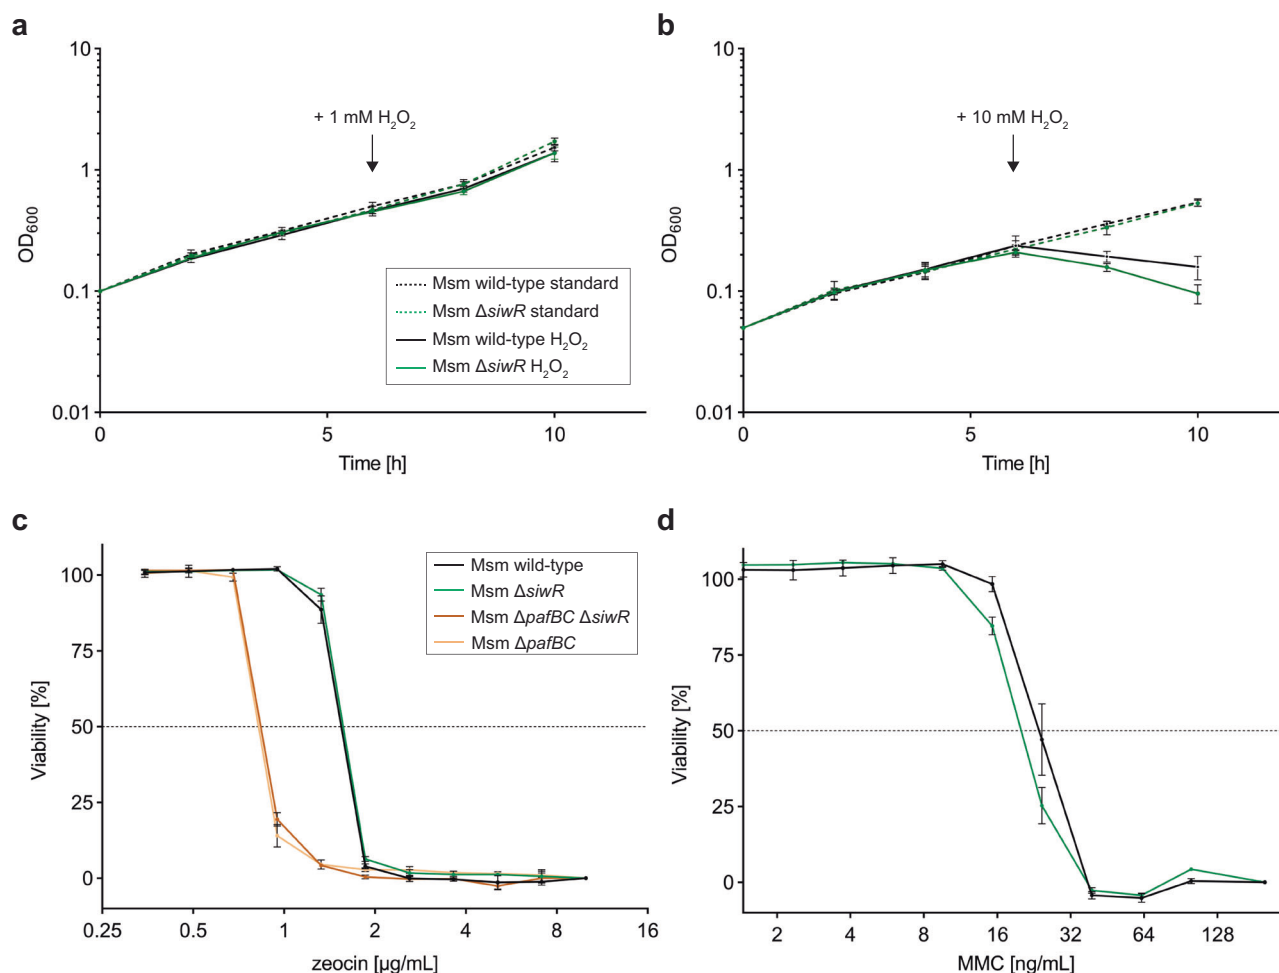 a
10
1
0.1
0.01
OD600
+ 1 mM H2O2
Msm wild-type standard
Msm ΔsiwR standard
Msm wild-type H2O2
Msm ΔsiwR H2O2
0
5
10
Time [h]
b
10
1
0.1
0.01
OD600
+ 10 mM H2O2
0
5
10
Time [h]
c
100
75
50
25
0
Viability [%]
Msm wild-type
Msm ΔsiwR
Msm ΔpafBC ΔsiwR
Msm ΔpafBC
0.25
0.5
1
2
4
8
16
zeocin [µg/mL]
d
100
75
50
25
0
Viability [%]
2
4
8
16
32
64
128
MMC [ng/mL]